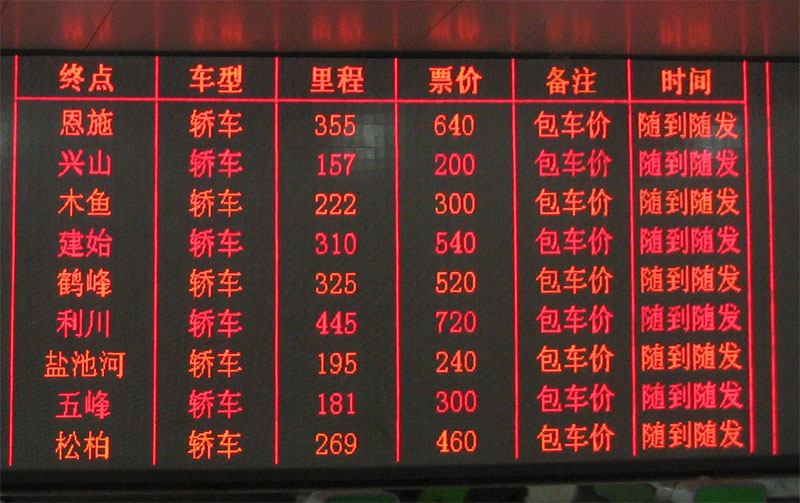 终点 车型 里程 票价 备注 时间
恩施 轿车 355 640 包车价 随到随发
兴山 轿车 157 200 包车价 随到随发
木鱼 轿车 222 300 包车价 随到随发
建始 轿车 310 540 包车价 随到随发
鹤峰 轿车 325 520 包车价 随到随发
利川 轿车 445 720 包车价 随到随发
盐池河 轿车 195 240 包车价 随到随发
五峰 轿车 181 300 包车价 随到随发
松柏 轿车 269 460 包车价 随到随发